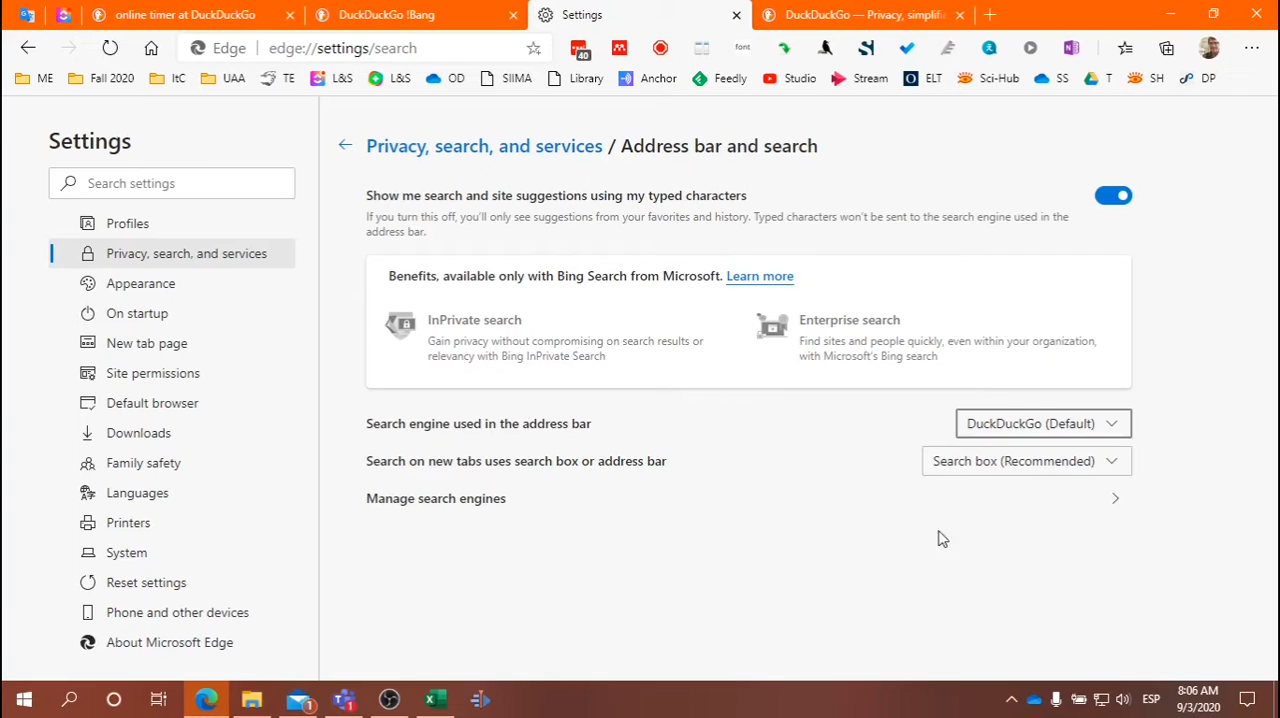 online timer at DuckDuckGo
DuckDuckGo !Bang
Settings
DuckDuckGo — Privacy, simplifi
Edge
edge://settings/search
40
font
ME
Fall 2020
ItC
UAA
TE
L&S
L&S
OD
SIIMA
Library
Anchor
Feedly
Studio
Stream
ELT
Sci-Hub
SS
T
SH
DP
Settings
Search settings
Profiles
Privacy, search, and services
Appearance
On startup
New tab page
Site permissions
Default browser
Downloads
Family safety
Languages
Printers
System
Reset settings
Phone and other devices
About Microsoft Edge
Privacy, search, and services / Address bar and search
Show me search and site suggestions using my typed characters
If you turn this off, you'll only see suggestions from your favorites and history. Typed characters won't be sent to the search engine used in the
address bar.
Benefits, available only with Bing Search from Microsoft. Learn more
InPrivate search
Gain privacy without compromising on search results or
relevancy with Bing InPrivate Search
Enterprise search
Find sites and people quickly, even within your organization,
with Microsoft's Bing search
Search engine used in the address bar
DuckDuckGo (Default)
Search on new tabs uses search box or address bar
Search box (Recommended)
Manage search engines
1
1
ESP
8:06 AM
9/3/2020